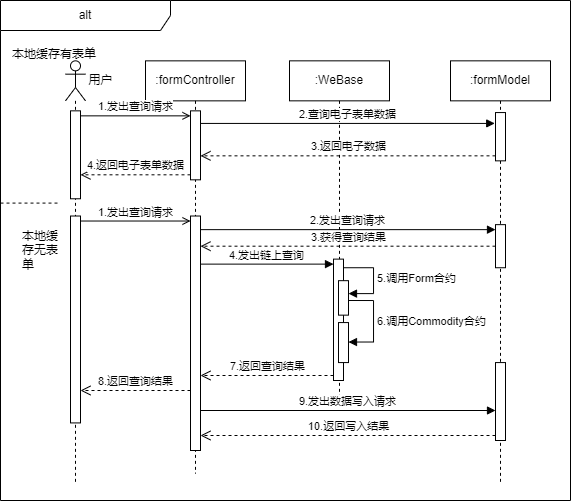 alt
本地缓存有表单
用户
:formController
:WeBase
:formModel
1.发出查询请求
2.查询电子表单数据
3.返回电子数据
4.返回电子表单数据
本地缓
存无表
单
1.发出查询请求
2.发出查询请求
3.获得查询结果
4.发出链上查询
5.调用Form合约
6.调用Commodity合约
7.返回查询结果
8.返回查询结果
9.发出数据写入请求
10.返回写入结果